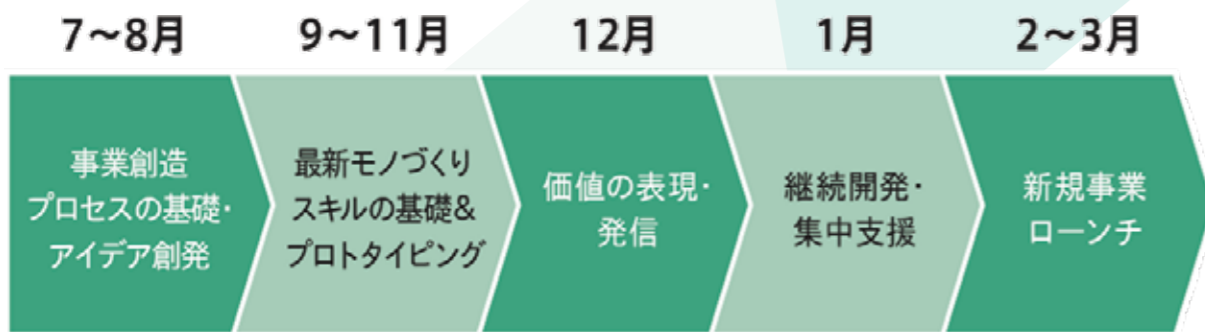 7～8月
9～11月
12月
1月
2～3月
事業創造
プロセスの基礎・
アイデア創発
最新モノづくり
スキルの基礎&
プロトタイピング
価値の表現・
発信
継続開発・
集中支援
新規事業
ローンチ